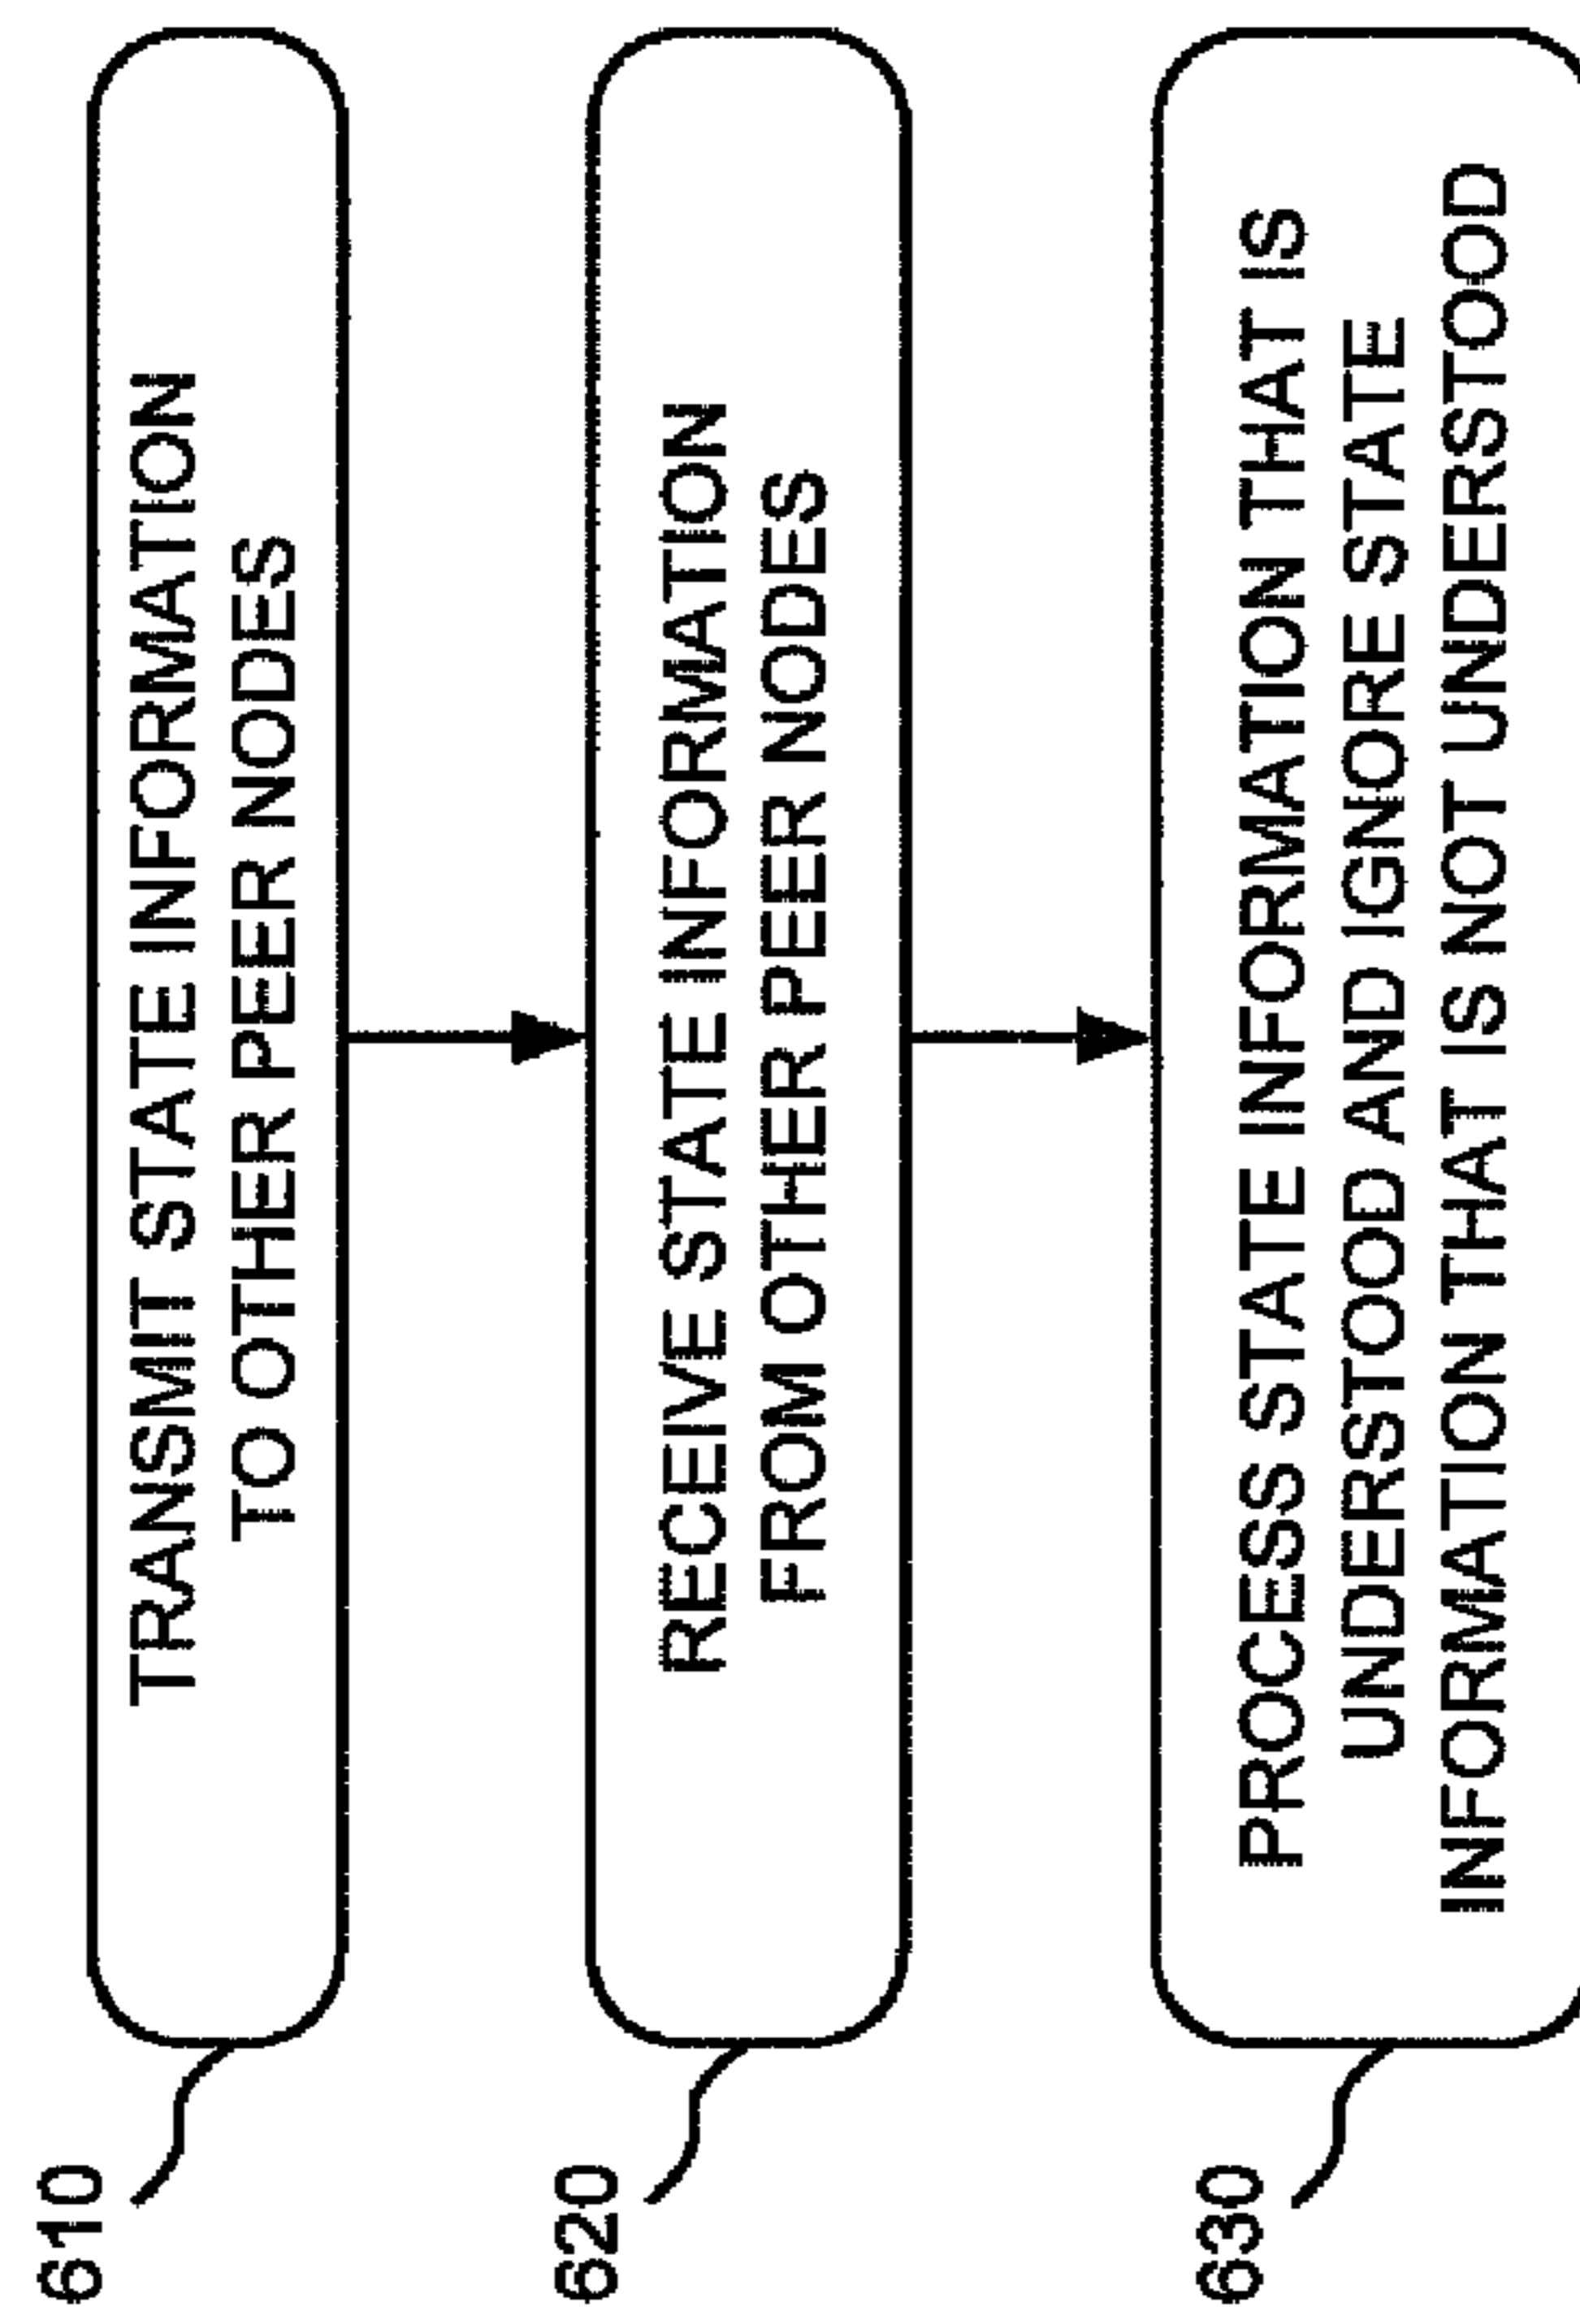 610
TRANSMIT STATE INFORMATION
TO OTHER PEER NODES
620
RECEIVE STATE INFORMATION
FROM OTHER PEER NODES
630
PROCESS STATE INFORMATION THAT IS
UNDERSTOOD AND IGNORE STATE
INFORMATION THAT IS NOT UNDERSTOOD